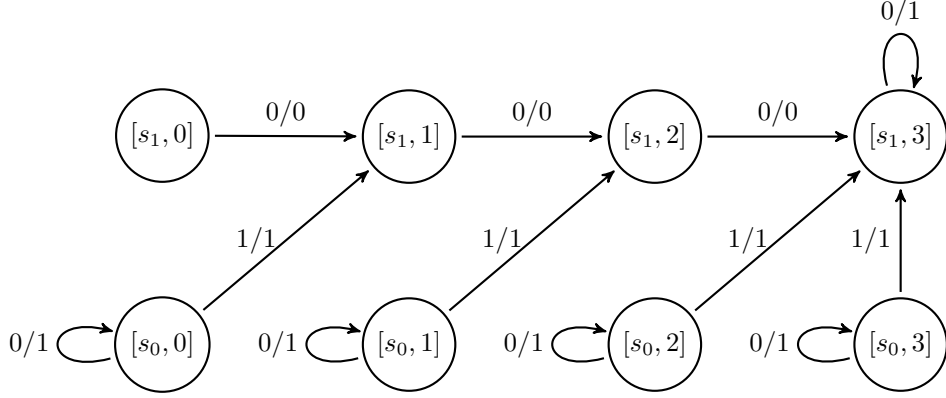 0/1
[s₁, 0] 0/0 [s₁, 1] 0/0 [s₁, 2] 0/0 [s₁, 3]
1/1 1/1 1/1 1/1
0/1 [s₀, 0] 0/1 [s₀, 1] 0/1 [s₀, 2] 0/1 [s₀, 3]